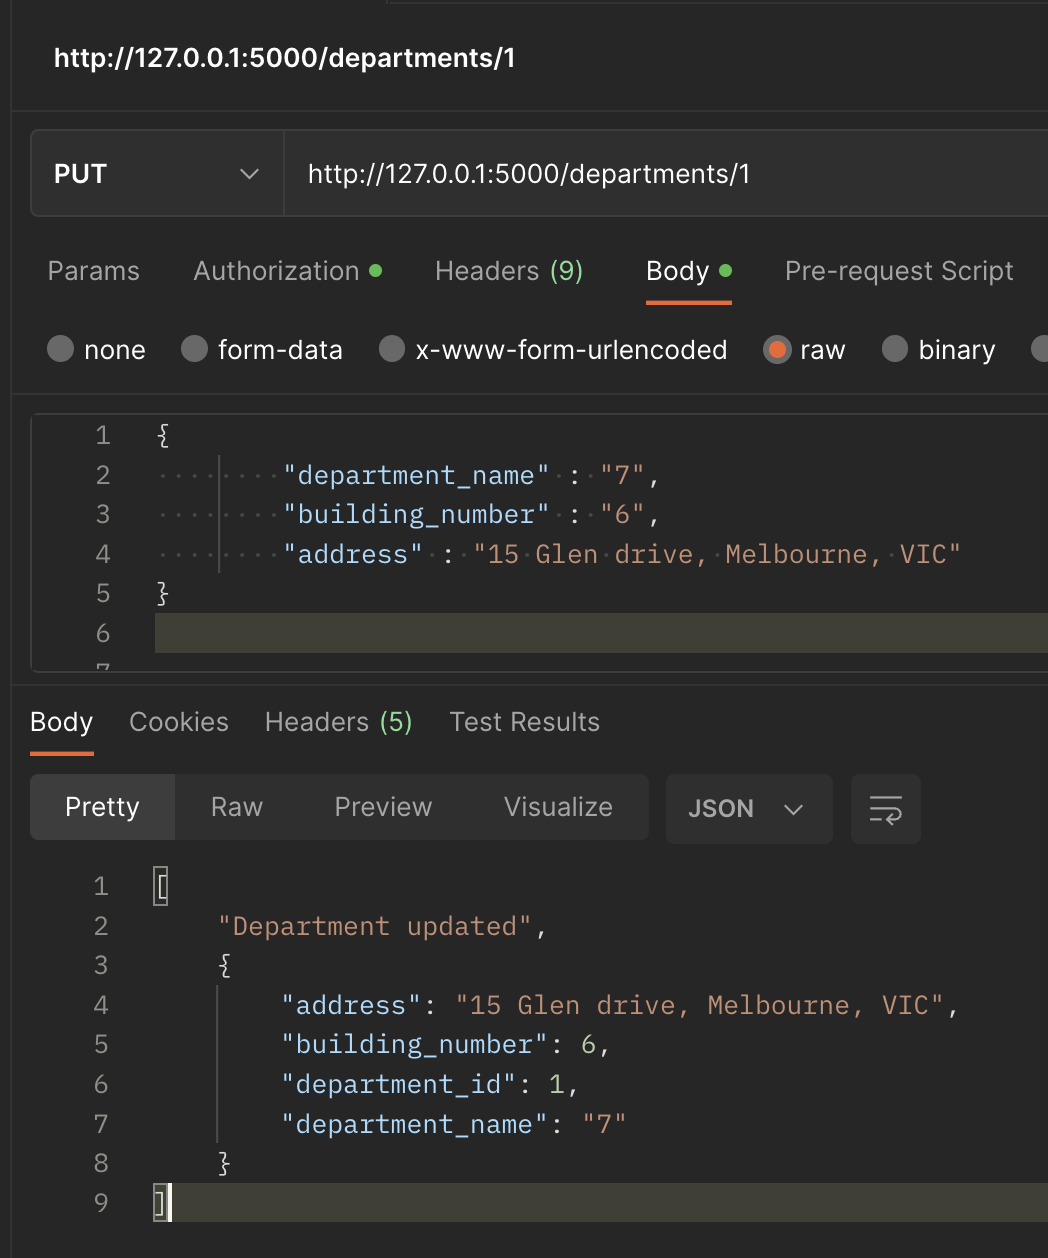 http://127.0.0.1:5000/departments/1
PUT http://127.0.0.1:5000/departments/1
Params Authorization Headers (9) Body Pre-request Script
none form-data x-www-form-urlencoded raw binary
1 {
2 "department_name" : "7",
3 "building_number" : "6",
4 "address" : "15 Glen drive, Melbourne, VIC"
5 }
6
7
Body Cookies Headers (5) Test Results
Pretty Raw Preview Visualize JSON
1 [
2 "Department updated",
3 {
4 "address": "15 Glen drive, Melbourne, VIC",
5 "building_number": 6,
6 "department_id": 1,
7 "department_name": "7"
8 }
9 ]